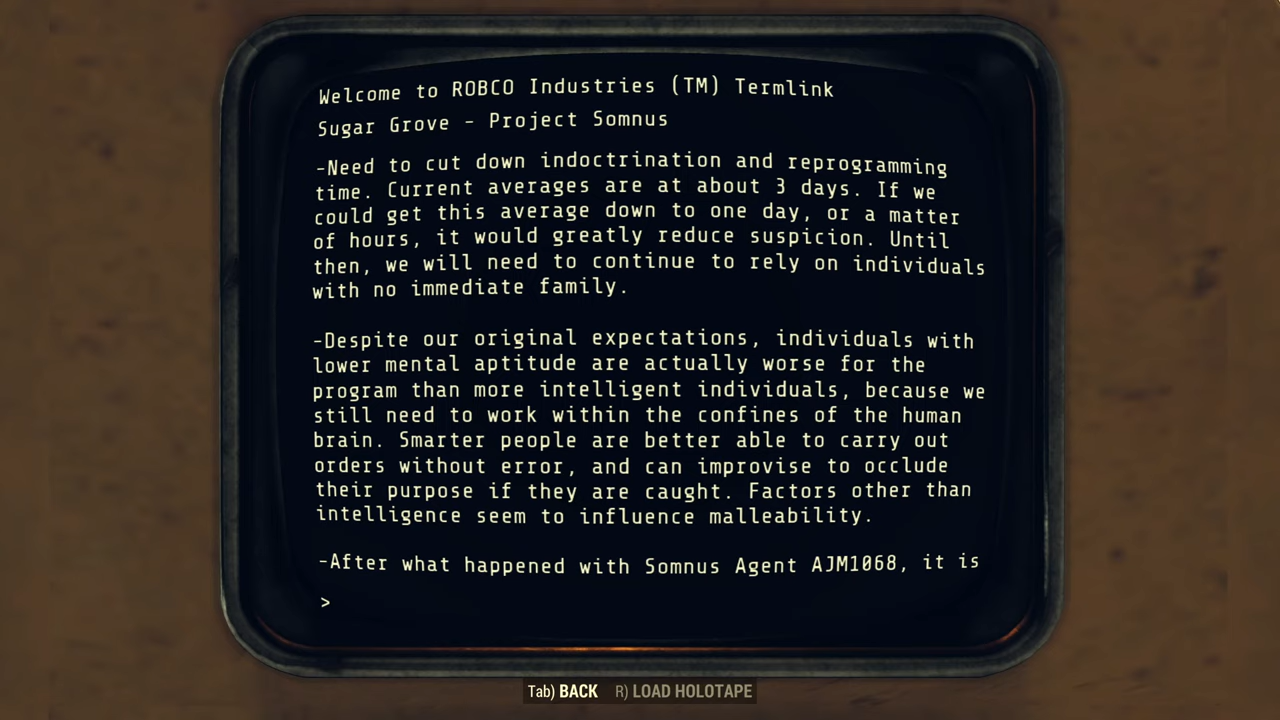 Welcome to ROBCO Industries (TM) Termlink
Sugar Grove - Project Somnus
-Need to cut down indoctrination and reprogramming
time. Current averages are at about 3 days. If we
could get this average down to one day, or a matter
of hours, it would greatly reduce suspicion. Until
then, we will need to continue to rely on individuals
with no immediate family.
-Despite our original expectations, individuals with
lower mental aptitude are actually worse for the
program than more intelligent individuals, because we
still need to work within the confines of the human
brain. Smarter people are better able to carry out
orders without error, and can improvise to occlude
their purpose if they are caught. Factors other than
intelligence seem to influence malleability.
-After what happened with Somnus Agent AJM1068, it is
>
Tab) BACK R) LOAD HOLOTAPE